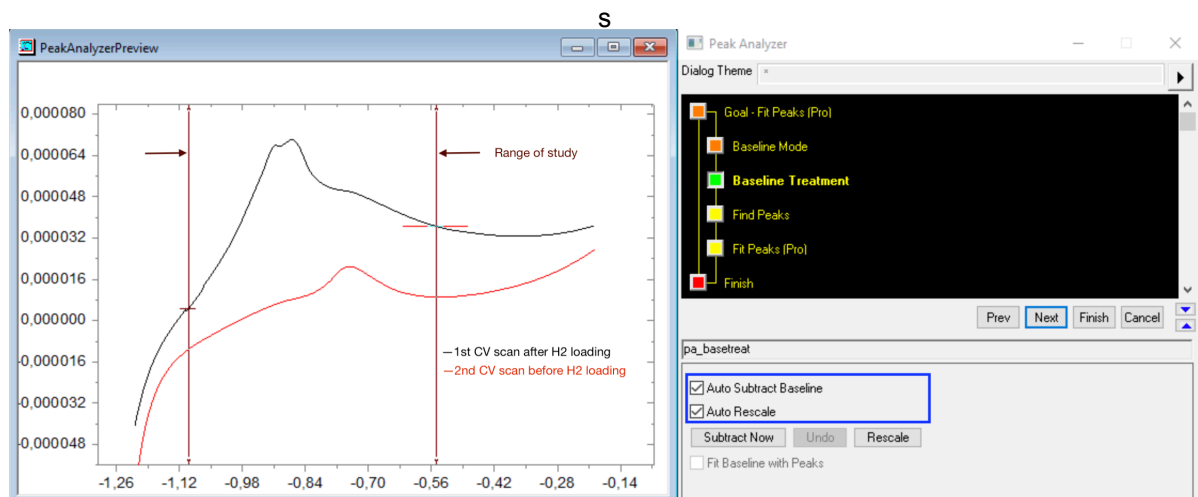 s
PeakAnalyzerPreview
0,000080
0,000064
0,000048
0,000032
0,000016
0,000000
-0,000016
-0,000032
-0,000048
-1,26 -1,12 -0,98 -0,84 -0,70 -0,56 -0,42 -0,28 -0,14
Range of study
1st CV scan after H2 loading
2nd CV scan before H2 loading
Peak Analyzer
Dialog Theme *
Goal - Fit Peaks (Pro)
Baseline Mode
Baseline Treatment
Find Peaks
Fit Peaks (Pro)
Finish
Prev Next Finish Cancel
pa_basetreat
Auto Subtract Baseline
Auto Rescale
Subtract Now Undo Rescale
Fit Baseline with Peaks